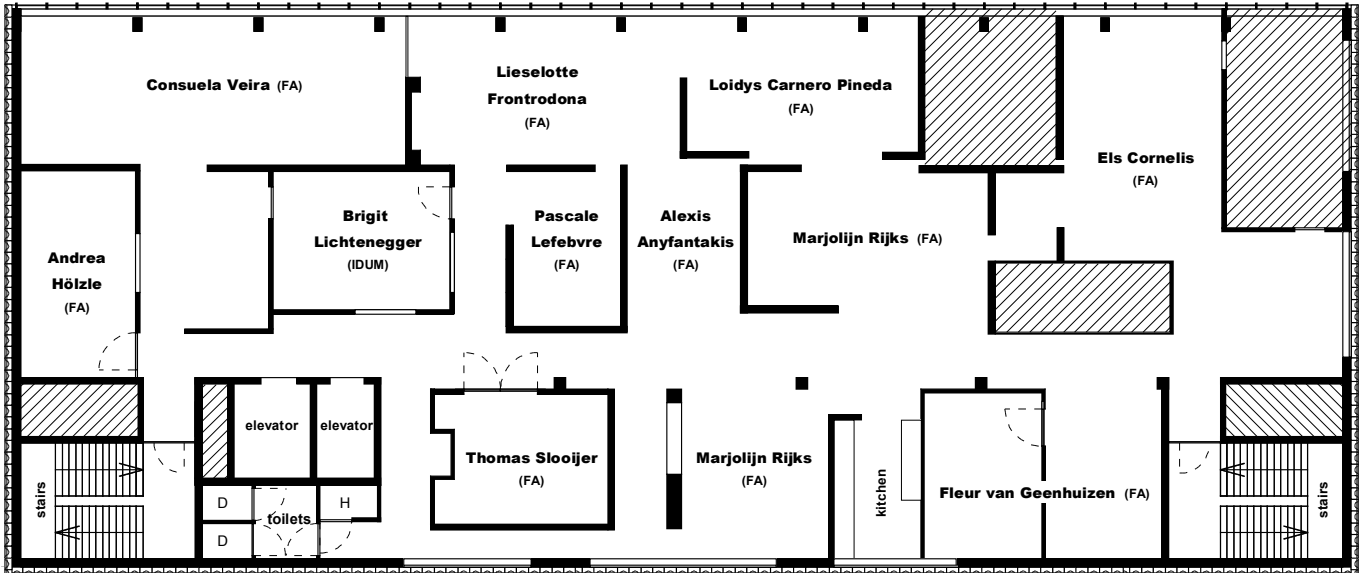 Consuela Veira (FA)
Lieselotte
Frontrodona
(FA)
Loidys Carnero Pineda
(FA)
Els Cornelis
(FA)
Andrea
Hölzle
(FA)
Brigit
Lichtenegger
(IDUM)
Pascale
Lefebvre
(FA)
Alexis
Anyfantakis
(FA)
Marjolijn Rijks (FA)
elevator
elevator
Thomas Slooijer
(FA)
Marjolijn Rijks
(FA)
kitchen
Fleur van Geenhuizen (FA)
stairs
D
D
toilets
H
stairs